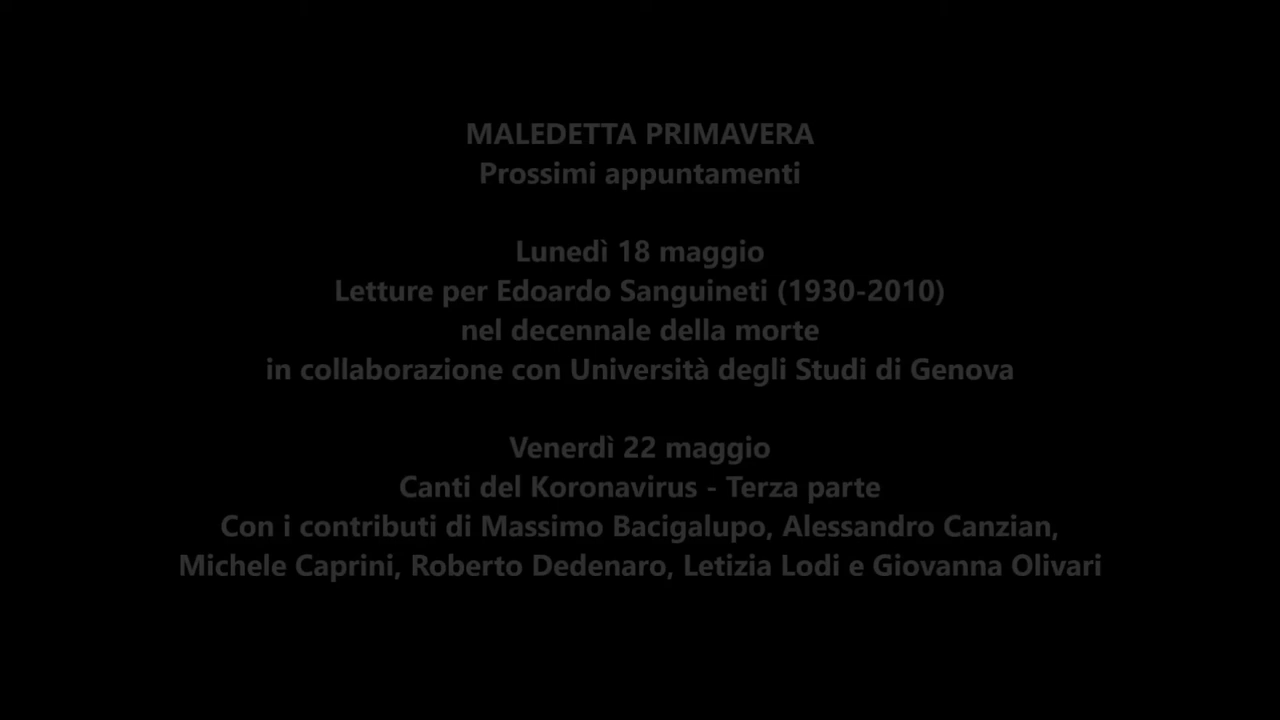 MALEDETTA PRIMAVERA
Prossimi appuntamenti
Lunedì 18 maggio
Letture per Edoardo Sanguineti (1930-2010)
nel decennale della morte
in collaborazione con Università degli Studi di Genova
Venerdì 22 maggio
Canti del Koronavirus - Terza parte
Con i contributi di Massimo Bacigalupo, Alessandro Canzian,
Michele Caprini, Roberto Dedenaro, Letizia Lodi e Giovanna Olivari